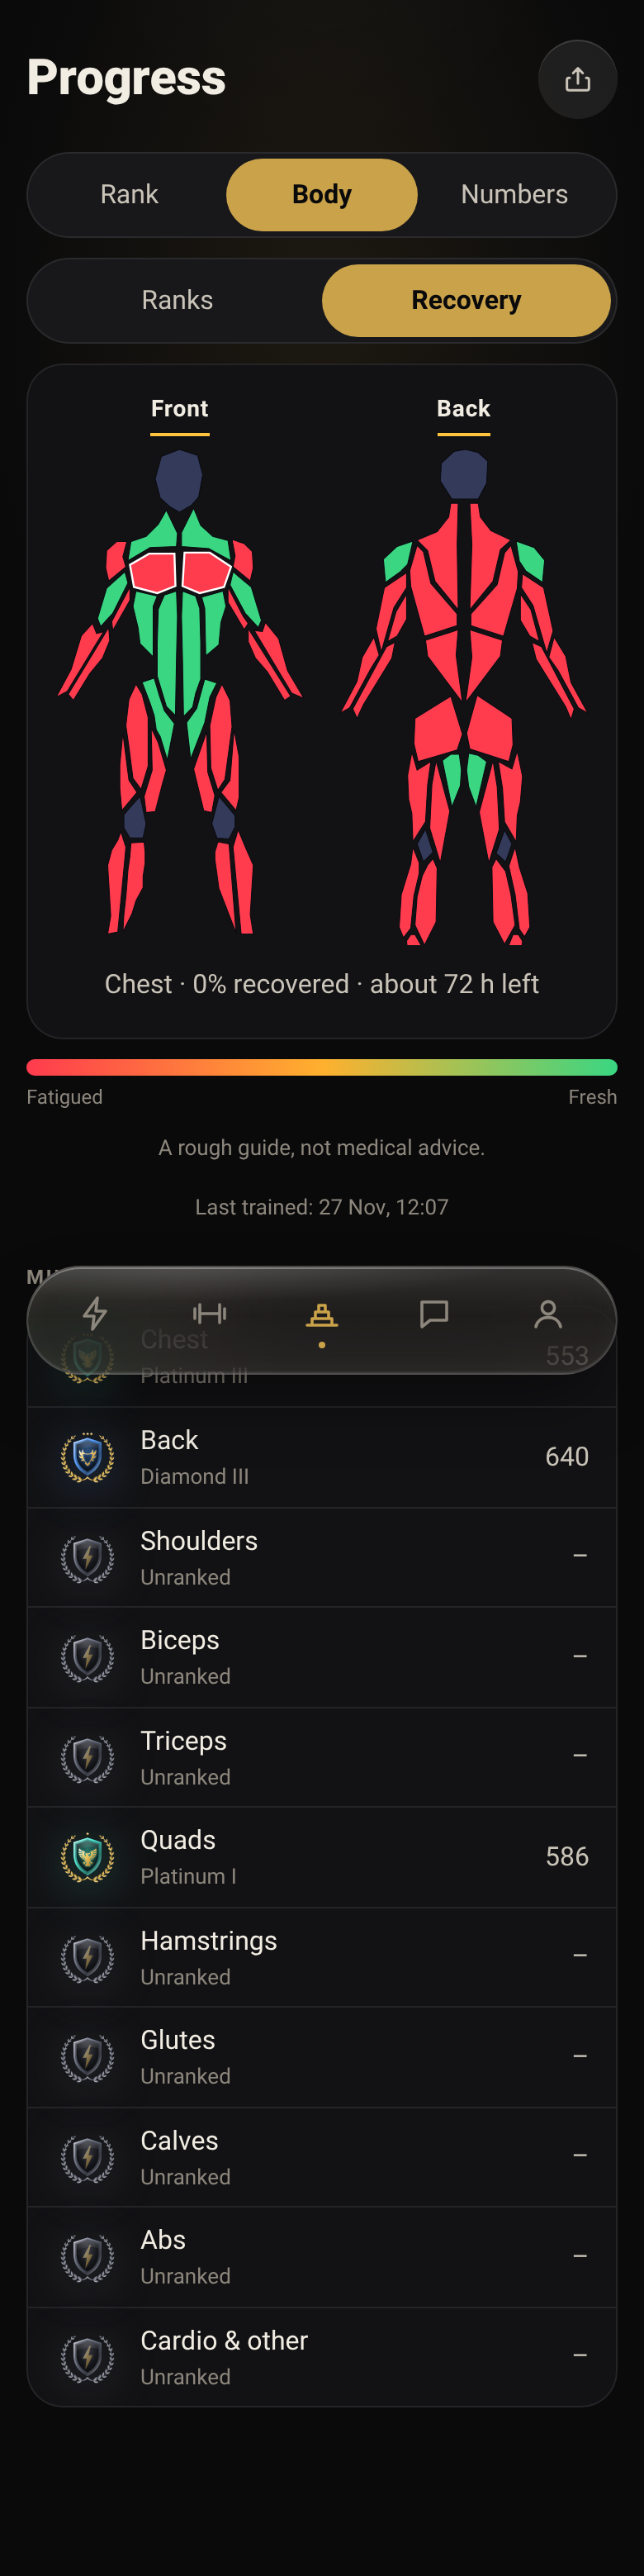 Progress
Rank Body Numbers
Ranks Recovery
Front Back
Chest · 0% recovered · about 72 h left
Fatigued Fresh
A rough guide, not medical advice.
Last trained: 27 Nov, 12:07
Chest
Platinum III
553
Back
Diamond III
640
Shoulders
Unranked
–
Biceps
Unranked
–
Triceps
Unranked
–
Quads
Platinum I
586
Hamstrings
Unranked
–
Glutes
Unranked
–
Calves
Unranked
–
Abs
Unranked
–
Cardio & other
Unranked
–